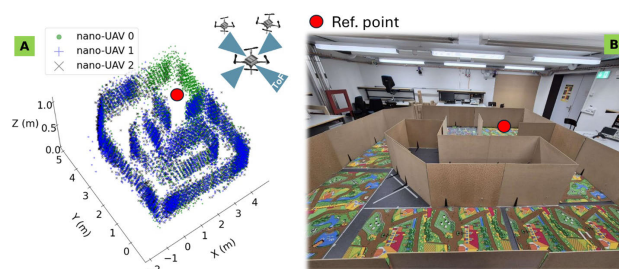 A
nano-UAV 0
nano-UAV 1
nano-UAV 2
ToF
Ref. point
B
Z (m)
1.0
0.5
0.0
Y (m)
5
4
3
2
1
0
X (m)
−1
0
1
2
3
4